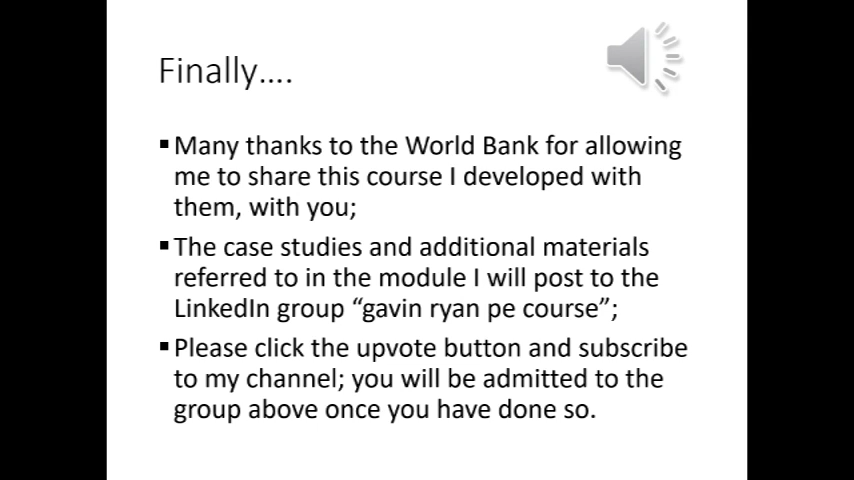 Finally….
▪Many thanks to the World Bank for allowing
me to share this course I developed with
them, with you;
▪The case studies and additional materials
referred to in the module I will post to the
LinkedIn group “gavin ryan pe course”;
▪Please click the upvote button and subscribe
to my channel; you will be admitted to the
group above once you have done so.